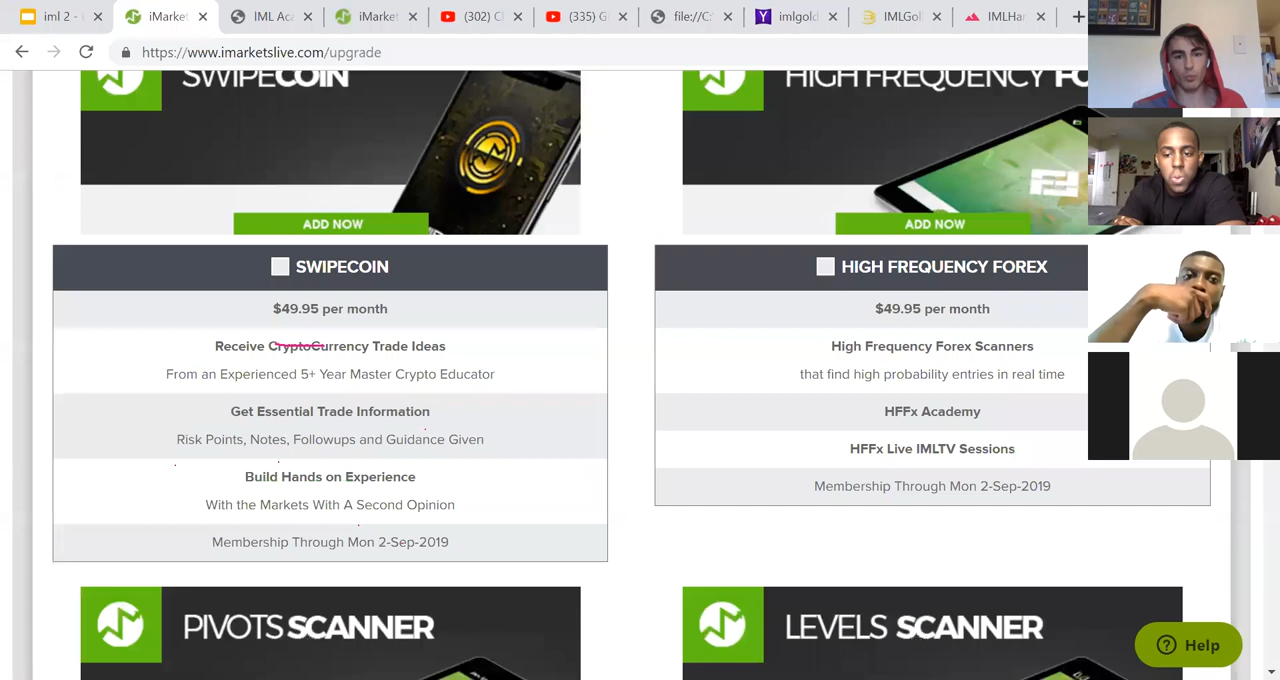 iml 2 -
iMarket
IML Aca
iMarket
(302) C
(335) G
file://C:
imlgold
IMLGol
IMLHar
https://www.imarketslive.com/upgrade
SWIPECOIN
HIGH FREQUENCY FO
ADD NOW
ADD NOW
SWIPECOIN
HIGH FREQUENCY FOREX
$49.95 per month
$49.95 per month
Receive CryptoCurrency Trade Ideas
High Frequency Forex Scanners
From an Experienced 5+ Year Master Crypto Educator
that find high probability entries in real time
Get Essential Trade Information
HFFx Academy
Risk Points, Notes, Followups and Guidance Given
HFFx Live IMLTV Sessions
Build Hands on Experience
Membership Through Mon 2-Sep-2019
With the Markets With A Second Opinion
Membership Through Mon 2-Sep-2019
PIVOTS SCANNER
LEVELS SCANNER
Help